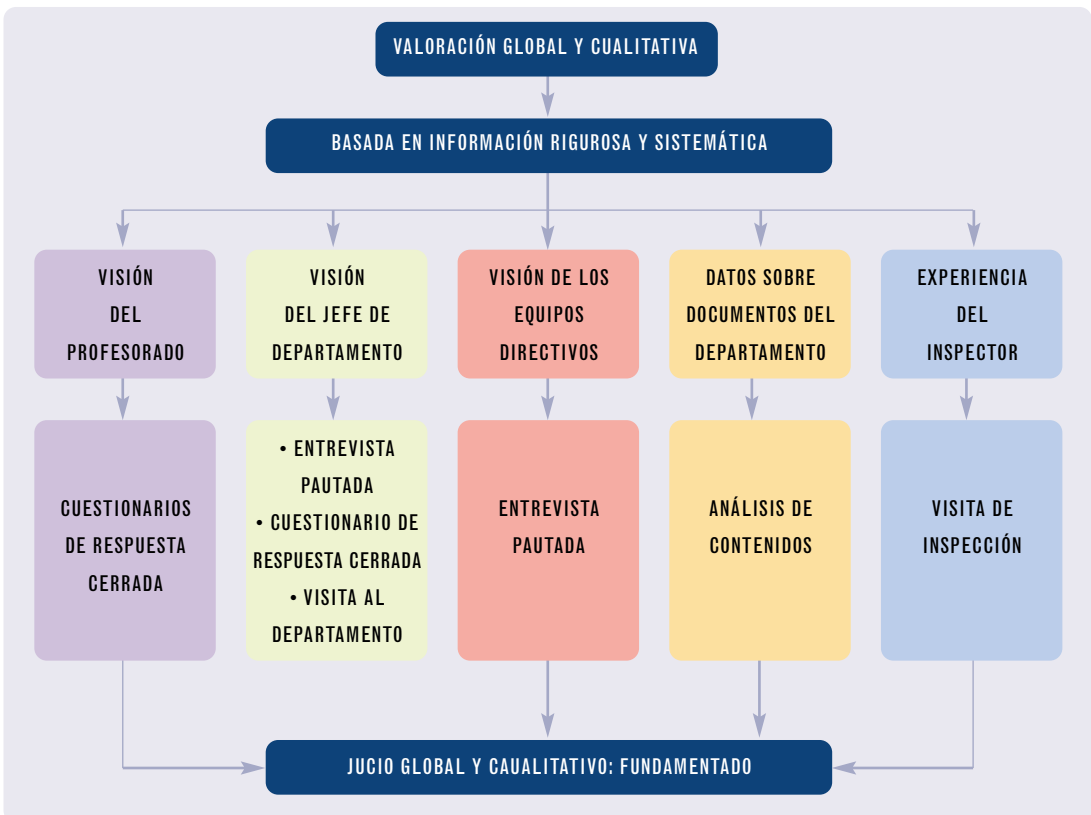 VALORACIÓN GLOBAL Y CUALITATIVA
BASADA EN INFORMACIÓN RIGUROSA Y SISTEMÁTICA
VISIÓN
DEL
PROFESORADO
VISIÓN
DEL JEFE DE
DEPARTAMENTO
VISIÓN DE LOS
EQUIPOS
DIRECTIVOS
DATOS SOBRE
DOCUMENTOS DEL
DEPARTAMENTO
EXPERIENCIA
DEL
INSPECTOR
CUESTIONARIOS
DE RESPUESTA
CERRADA
• ENTREVISTA
PAUTADA
• CUESTIONARIO DE
RESPUESTA CERRADA
• VISITA AL
DEPARTAMENTO
ENTREVISTA
PAUTADA
ANÁLISIS DE
CONTENIDOS
VISITA DE
INSPECCIÓN
JUCIO GLOBAL Y CAUALITATIVO: FUNDAMENTADO